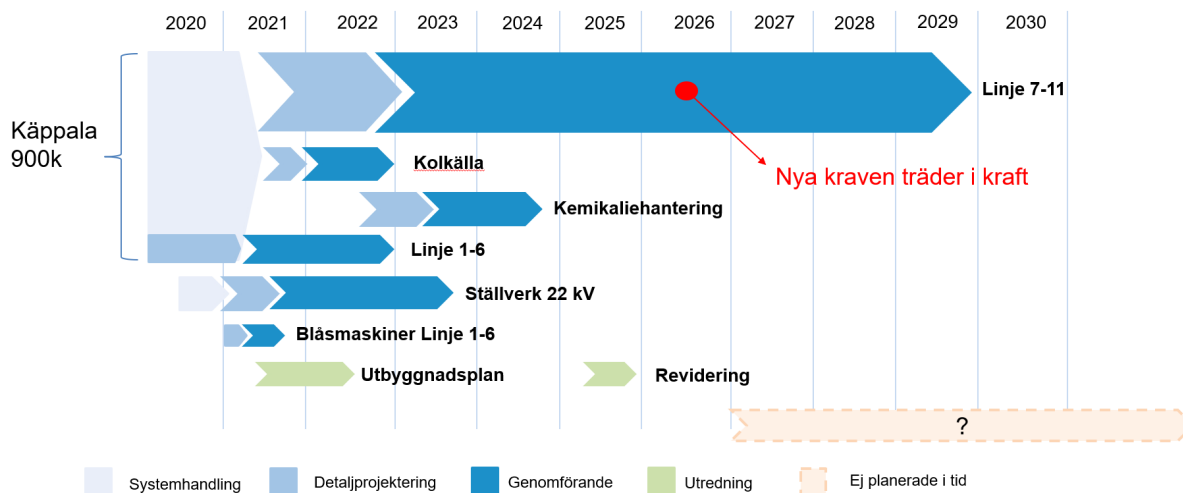 2020 2021 2022 2023 2024 2025 2026 2027 2028 2029 2030
Linje 7-11
Käppala
900k
Kolkälla
Nya kraven träder i kraft
Kemikaliehantering
Linje 1-6
Ställverk 22 kV
Blåsmaskiner Linje 1-6
Utbyggnadsplan Revidering
?
Systemhandling Detaljprojektering Genomförande Utredning Ej planerade i tid